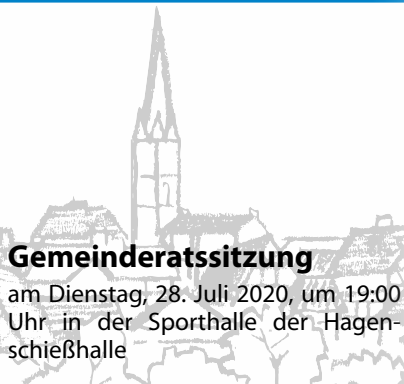 Gemeinderatssitzung
am Dienstag, 28. Juli 2020, um 19:00
Uhr in der Sporthalle der Hagen-
schießhalle